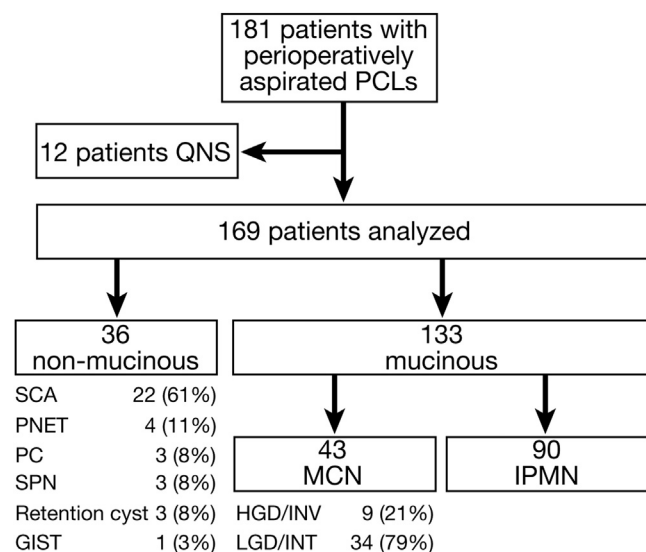 181 patients with
perioperatively
aspirated PCLs
12 patients QNS
169 patients analyzed
36
non-mucinous
133
mucinous
SCA 22 (61%)
PNET 4 (11%)
PC 3 (8%)
SPN 3 (8%)
Retention cyst 3 (8%)
GIST 1 (3%)
43
MCN
90
IPMN
HGD/INV 9 (21%)
LGD/INT 34 (79%)